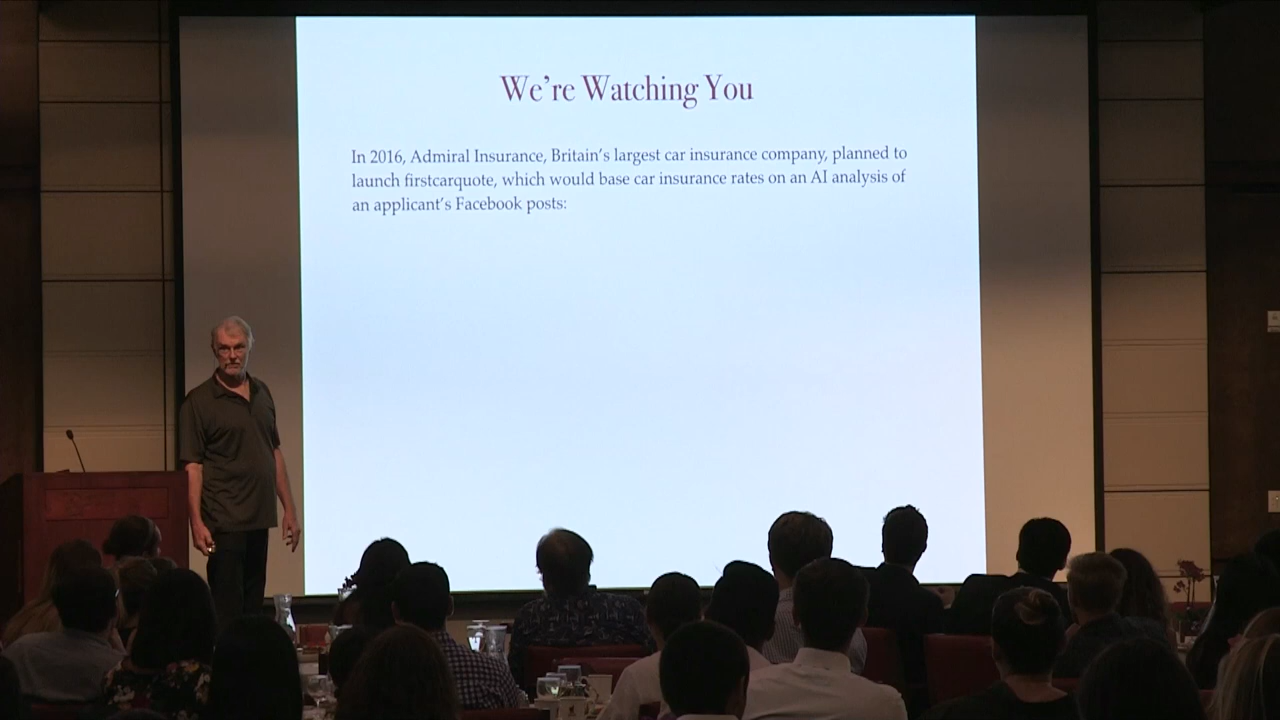 We're Watching You
In 2016, Admiral Insurance, Britain's largest car insurance company, planned to
launch firstcarquote, which would base car insurance rates on an AI analysis of
an applicant's Facebook posts: